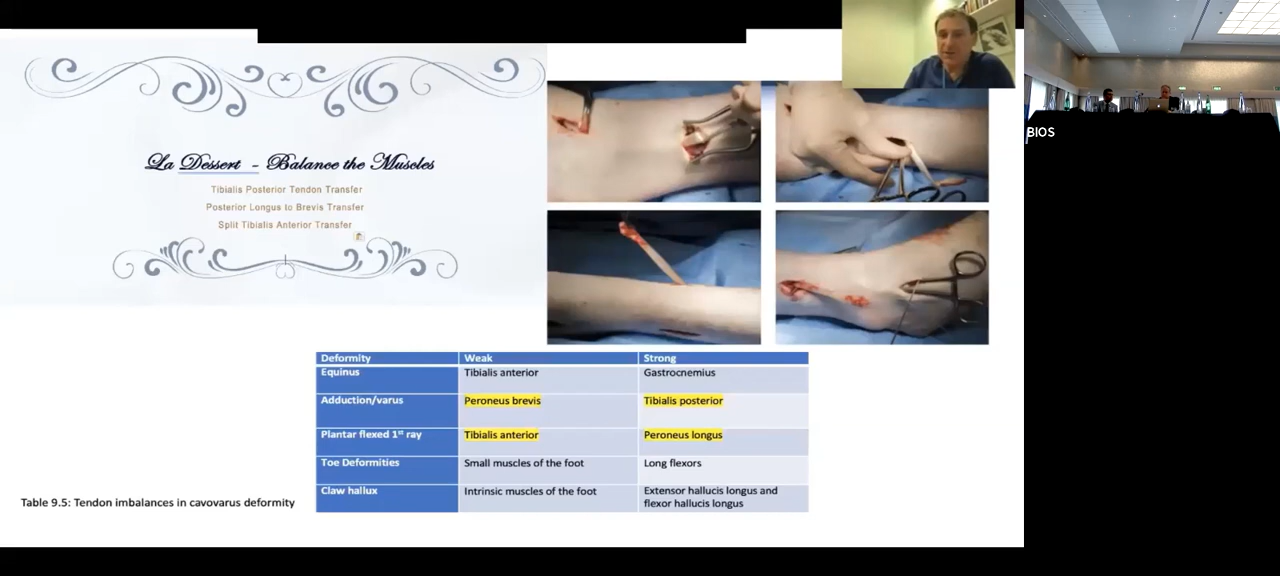 La Dessert - Balance the Muscles
Tibialis Posterior Tendon Transfer
Posterior Longus to Brevis Transfer
Split Tibialis Anterior Transfer
BIOS
Deformity Weak Strong
Equinus Tibialis anterior Gastrocnemius
Adduction/varus Peroneus brevis Tibialis posterior
Plantar flexed 1st ray Tibialis anterior Peroneus longus
Toe Deformities Small muscles of the foot Long flexors
Claw hallux Intrinsic muscles of the foot Extensor hallucis longus and
flexor hallucis longus
Table 9.5: Tendon imbalances in cavovarus deformity